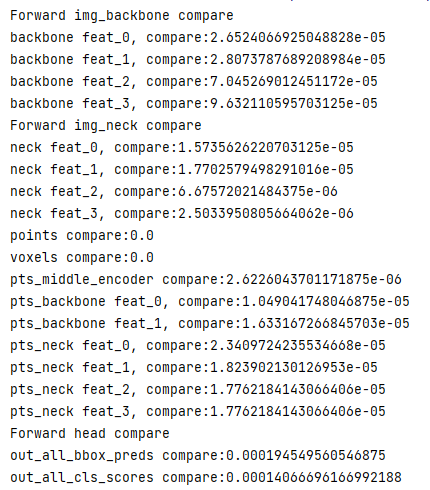 Forward img_backbone compare
backbone feat_0, compare:2.6524066925048828e-05
backbone feat_1, compare:2.8073787689208984e-05
backbone feat_2, compare:7.045269012451172e-05
backbone feat_3, compare:9.632110595703125e-05
Forward img_neck compare
neck feat_0, compare:1.5735626220703125e-05
neck feat_1, compare:1.7702579498291016e-05
neck feat_2, compare:6.67572021484375e-06
neck feat_3, compare:2.5033950805664062e-06
points compare:0.0
voxels compare:0.0
pts_middle_encoder compare:2.6226043701171875e-06
pts_backbone feat_0, compare:1.049041748046875e-05
pts_backbone feat_1, compare:1.633167266845703e-05
pts_neck feat_0, compare:2.3409724235534668e-05
pts_neck feat_1, compare:1.823902130126953e-05
pts_neck feat_2, compare:1.7762184143066406e-05
pts_neck feat_3, compare:1.7762184143066406e-05
Forward head compare
out_all_bbox_preds compare:0.000194549560546875
out_all_cls_scores compare:0.00014066696166992188